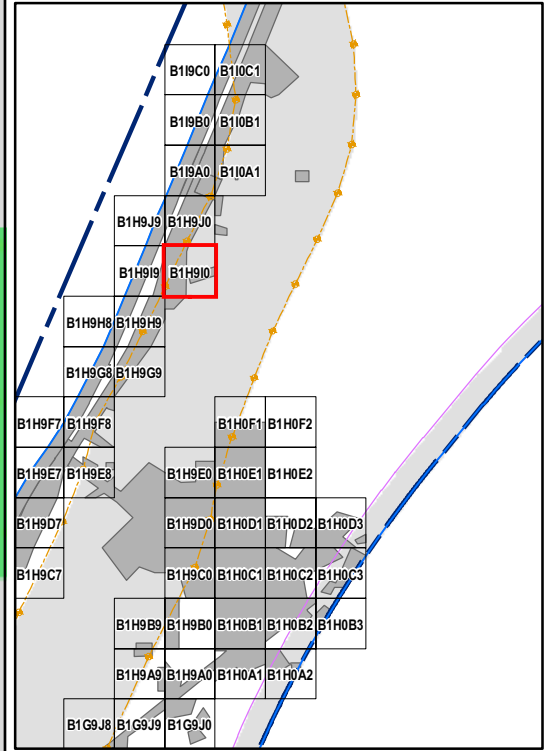 B1I9C0 B1I0C1
B1I9B0 B1I0B1
B1I9A0 B1I0A1
B1H9J9 B1H9J0
B1H9I9 B1H9I0
B1H9H8 B1H9H9
B1H9G8 B1H9G9
B1H9F7 B1H9F8 B1H0F1 B1H0F2
B1H9E7 B1H9E8 B1H9E0 B1H0E1 B1H0E2
B1H9D7 B1H9D0 B1H0D1 B1H0D2 B1H0D3
B1H9C7 B1H9C0 B1H0C1 B1H0C2 B1H0C3
B1H9B9 B1H9B0 B1H0B1 B1H0B2 B1H0B3
B1H9A9 B1H9A0 B1H0A1 B1H0A2
B1G9J8 B1G9J9 B1G9J0